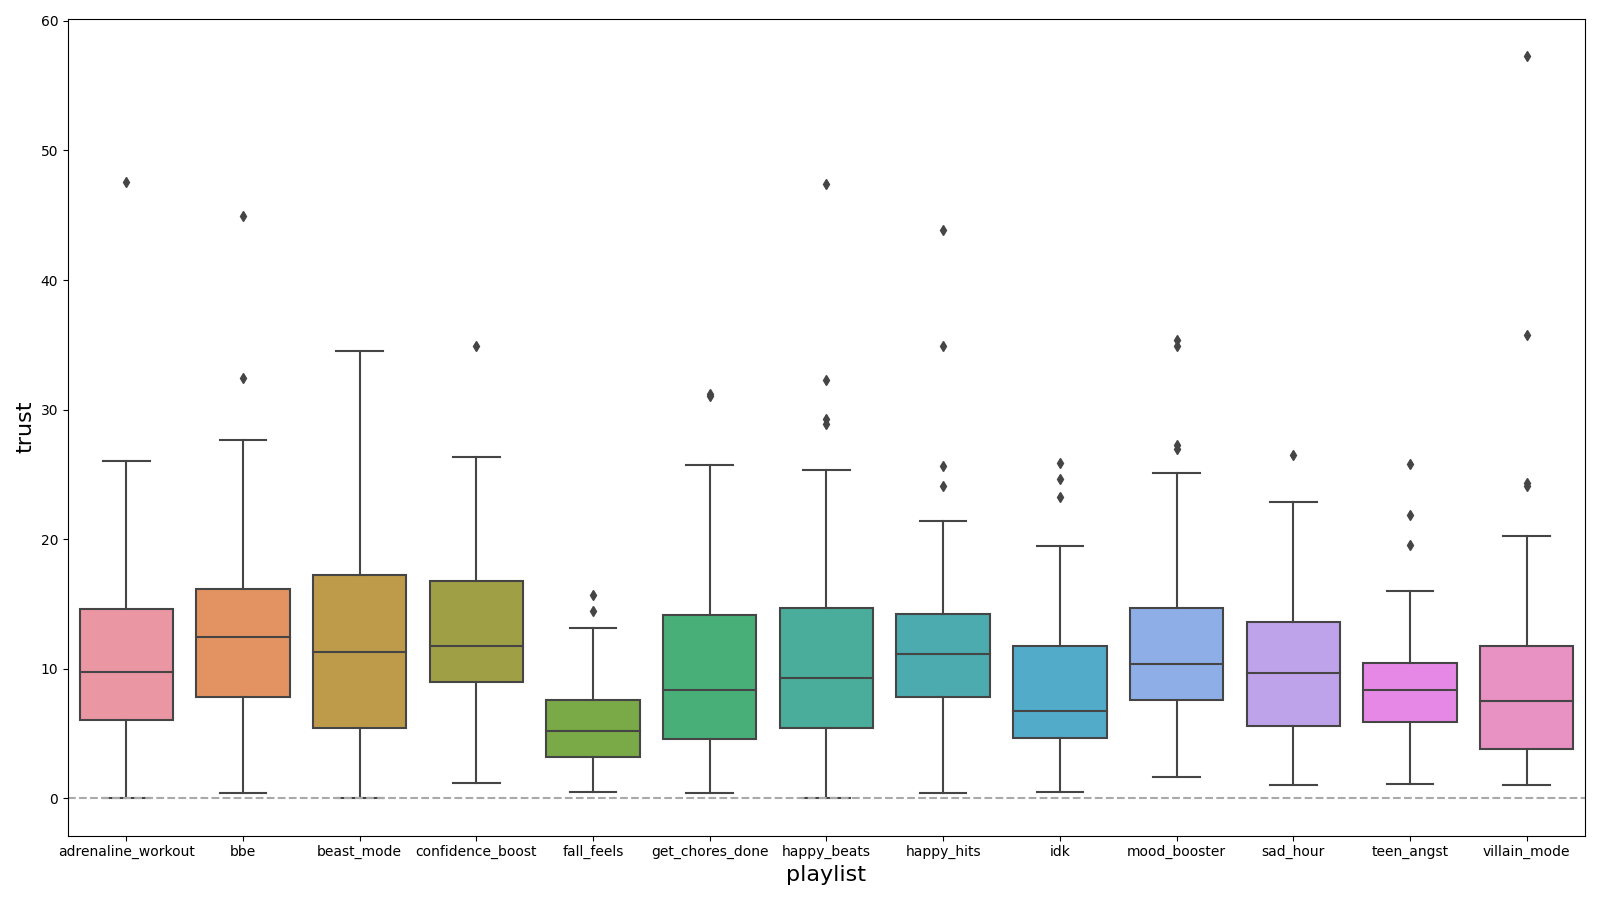 60
50
40
30
20
10
0
trust
adrenaline_workout bbe beast_mode confidence_boost fall_feels get_chores_done happy_beats happy_hits idk mood_booster sad_hour teen_angst villain_mode
playlist